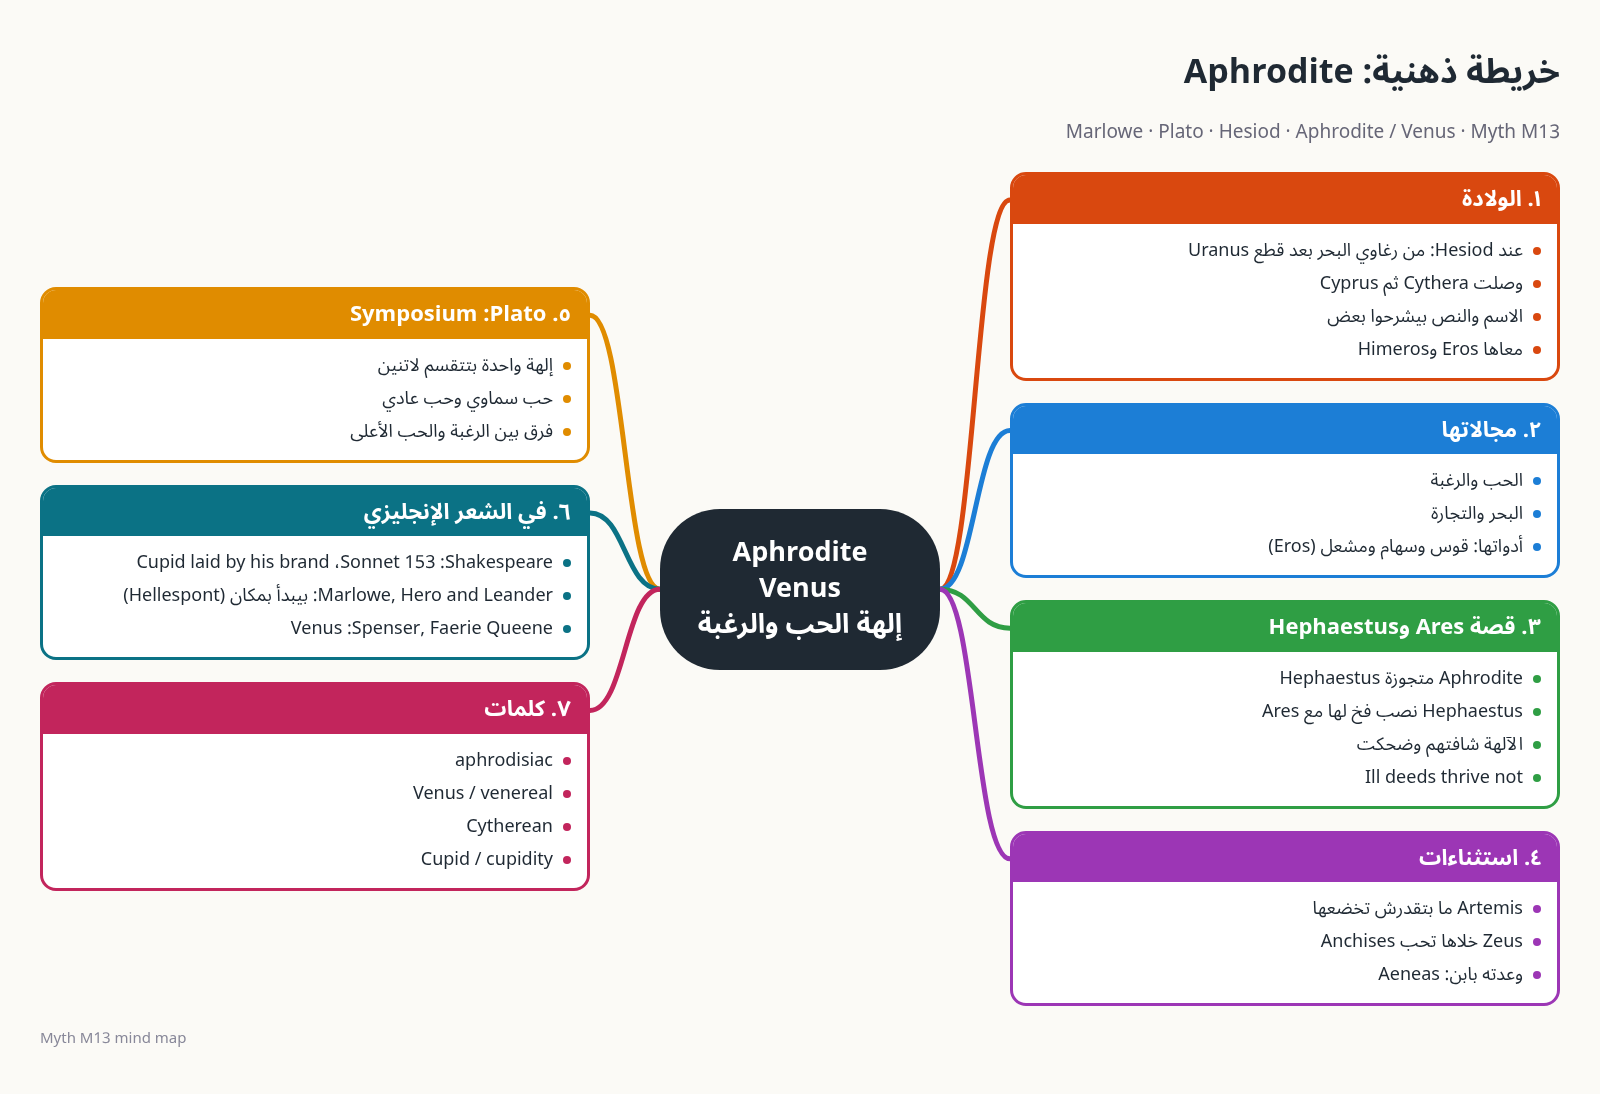 خريطة ذهنية: Aphrodite
Marlowe · Plato · Hesiod · Aphrodite / Venus · Myth M13
١. الولادة
عند Hesiod: من رغاوي البحر بعد قطع Uranus
وصلت Cythera ثم Cyprus
الاسم والنص بيشرحوا بعض
معاها Eros وHimeros
٢. مجالاتها
الحب والرغبة
البحر والتجارة
أدواتها: قوس وسهام ومشعل (Eros)
٣. قصة Ares وHephaestus
Aphrodite متجوزة Hephaestus
Hephaestus نصب فخ لها مع Ares
الآلهة شافتهم وضحكت
Ill deeds thrive not
٤. استثناءات
Artemis ما بتقدرش تخضعها
Zeus خلاها تحب Anchises
وعدته بابن: Aeneas
Aphrodite
Venus
إلهة الحب والرغبة
٥. Plato: Symposium
إلهة واحدة بتتقسم لاتنين
حب سماوي وحب عادي
فرق بين الرغبة والحب الأعلى
٦. في الشعر الإنجليزي
Shakespeare: Sonnet 153، Cupid laid by his brand
Marlowe, Hero and Leander: بيبدأ بمكان (Hellespont)
Spenser, Faerie Queene: Venus
٧. كلمات
aphrodisiac
Venus / venereal
Cytherean
Cupid / cupidity
Myth M13 mind map